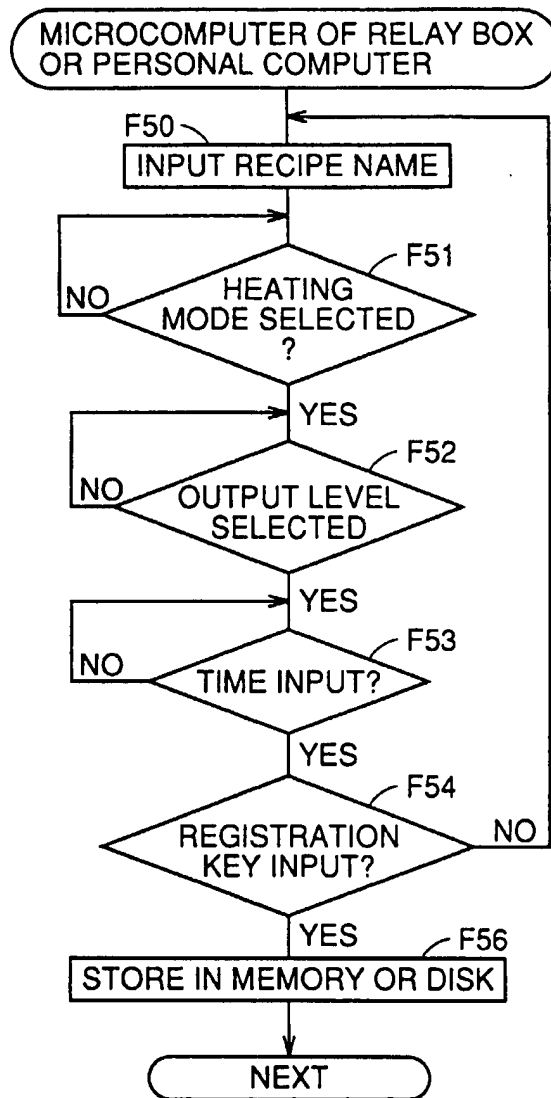 MICROCOMPUTER OF RELAY BOX
OR PERSONAL COMPUTER
F50
INPUT RECIPE NAME
F51
HEATING
MODE SELECTED
?
NO
YES
F52
OUTPUT LEVEL
SELECTED
NO
YES
F53
TIME INPUT?
NO
YES
F54
REGISTRATION
KEY INPUT?
NO
YES
F56
STORE IN MEMORY OR DISK
NEXT